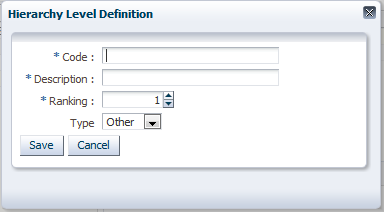 Hierarchy Level Definition
* Code :
* Description :
* Ranking : 1
Type Other
Save Cancel